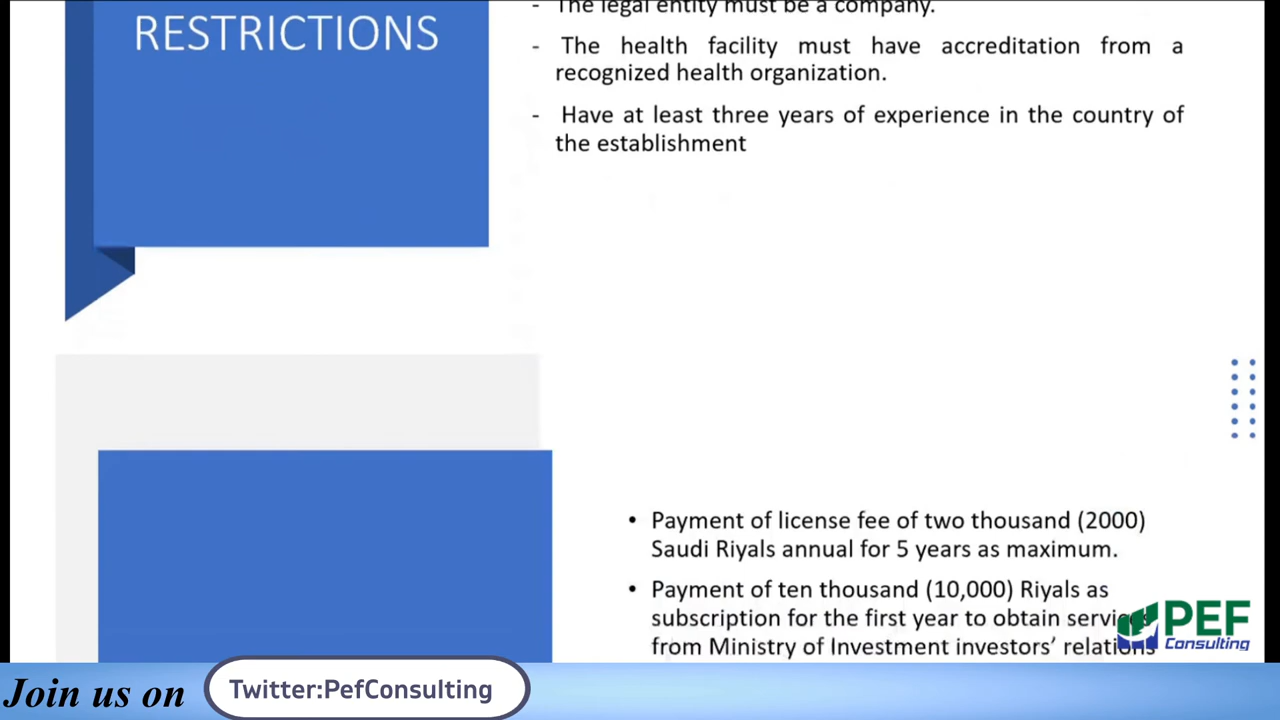 RESTRICTIONS
- The legal entity must be a company.
- The health facility must have accreditation from a
recognized health organization.
- Have at least three years of experience in the country of
the establishment
• Payment of license fee of two thousand (2000)
Saudi Riyals annual for 5 years as maximum.
• Payment of ten thousand (10,000) Riyals as
subscription for the first year to obtain services
from Ministry of Investment investors’ relations
PEF
Consulting
Join us on
Twitter:PefConsulting